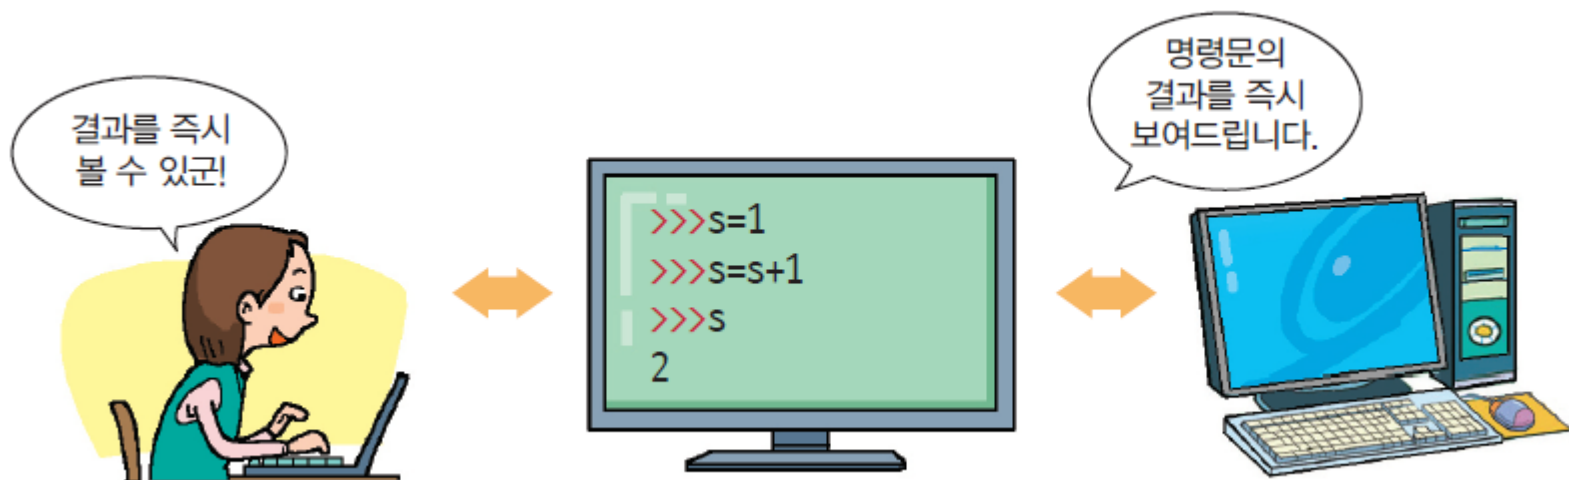 결과를 즉시
볼 수 있군!
>>>s=1
>>>s=s+1
>>>s
2
명령문의
결과를 즉시
보여드립니다.